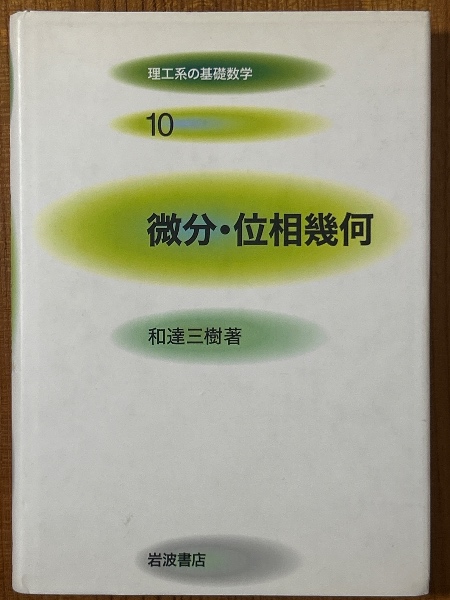 理工系の基礎数学
10
微分・位相幾何
和達三樹著
岩波書店